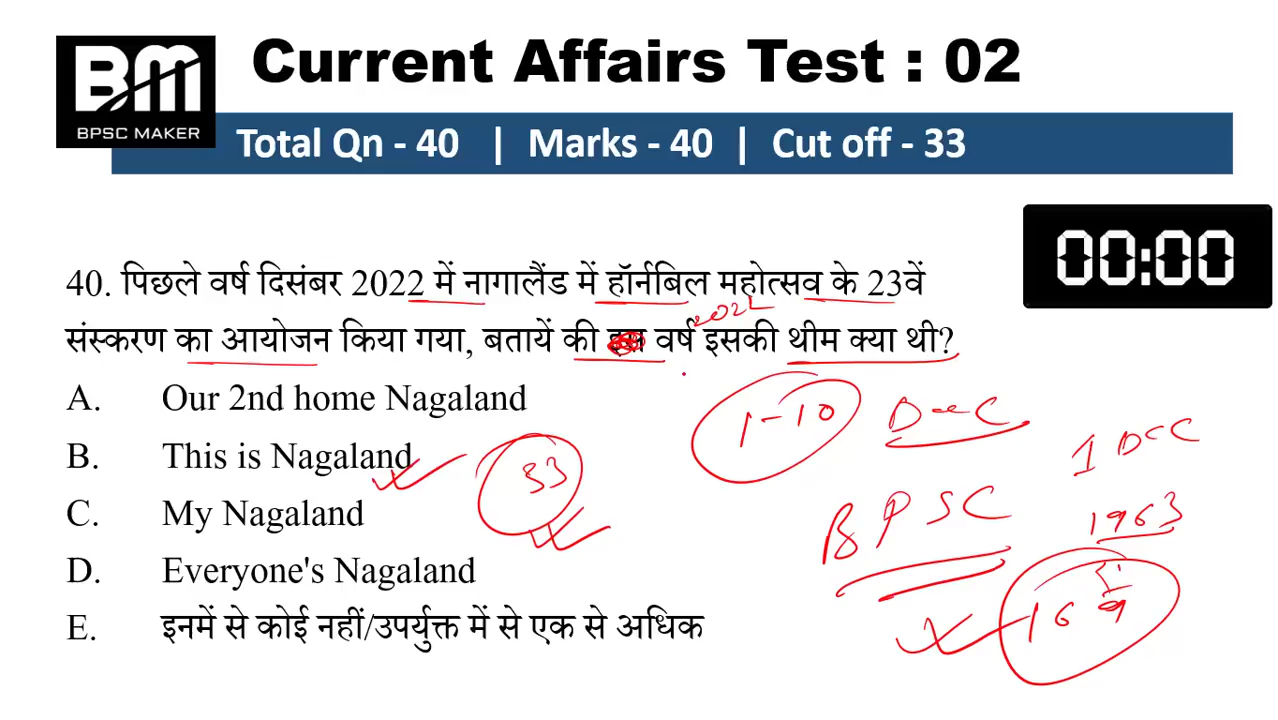 BM
BPSC MAKER
Current Affairs Test : 02
Total Qn - 40 | Marks - 40 | Cut off - 33
00:00
40. पिछले वर्ष दिसंबर 2022 में नागालैंड में हॉर्नबिल महोत्सव के 23वें
संस्करण का आयोजन किया गया, बतायें की वर्ष इसकी थीम क्या थी?
A. Our 2nd home Nagaland
B. This is Nagaland
C. My Nagaland
D. Everyone's Nagaland
E. इनमें से कोई नहीं/उपर्युक्त में से एक से अधिक
1-10 Dec
1 Dec
1963
33
BPSC
169